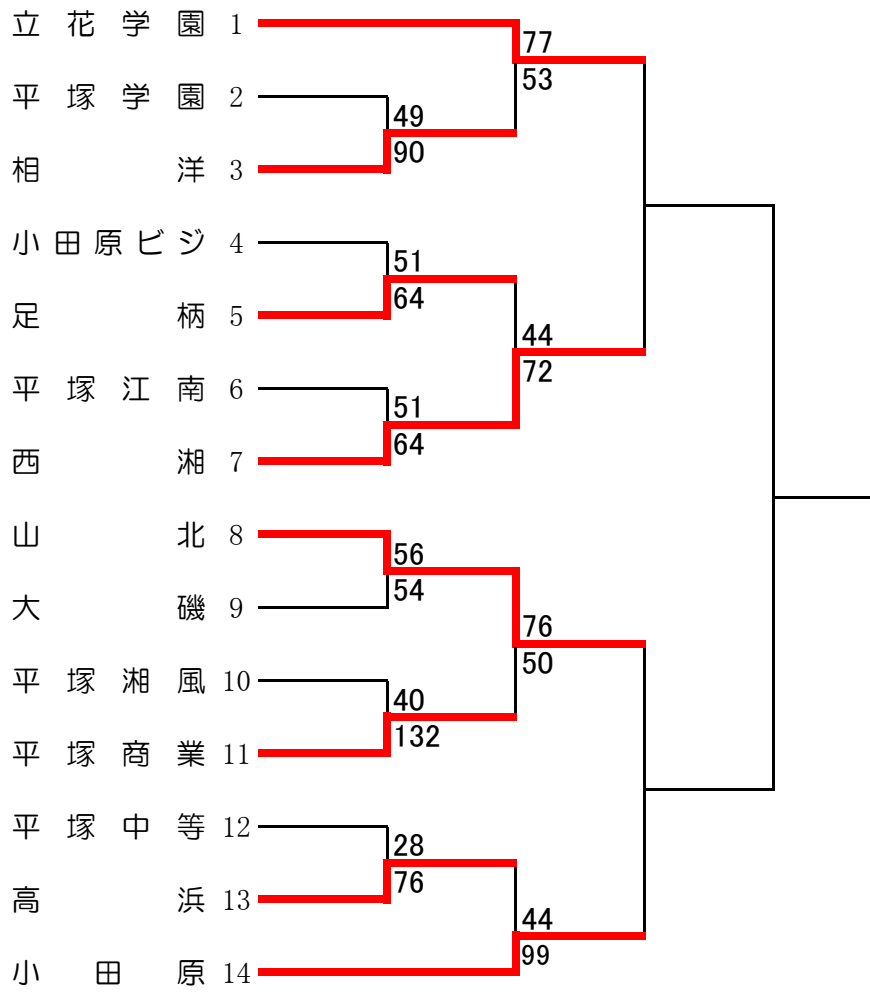 立花学園 1
77
53
平塚学園 2
49
90
相洋 3
小田原ビジ 4
51
64
足柄 5
44
72
平塚江南 6
51
64
西湘 7
山北 8
56
54
大磯 9
76
50
平塚湘風 10
40
132
平塚商業 11
平塚中等 12
28
76
高浜 13
44
99
小田原 14